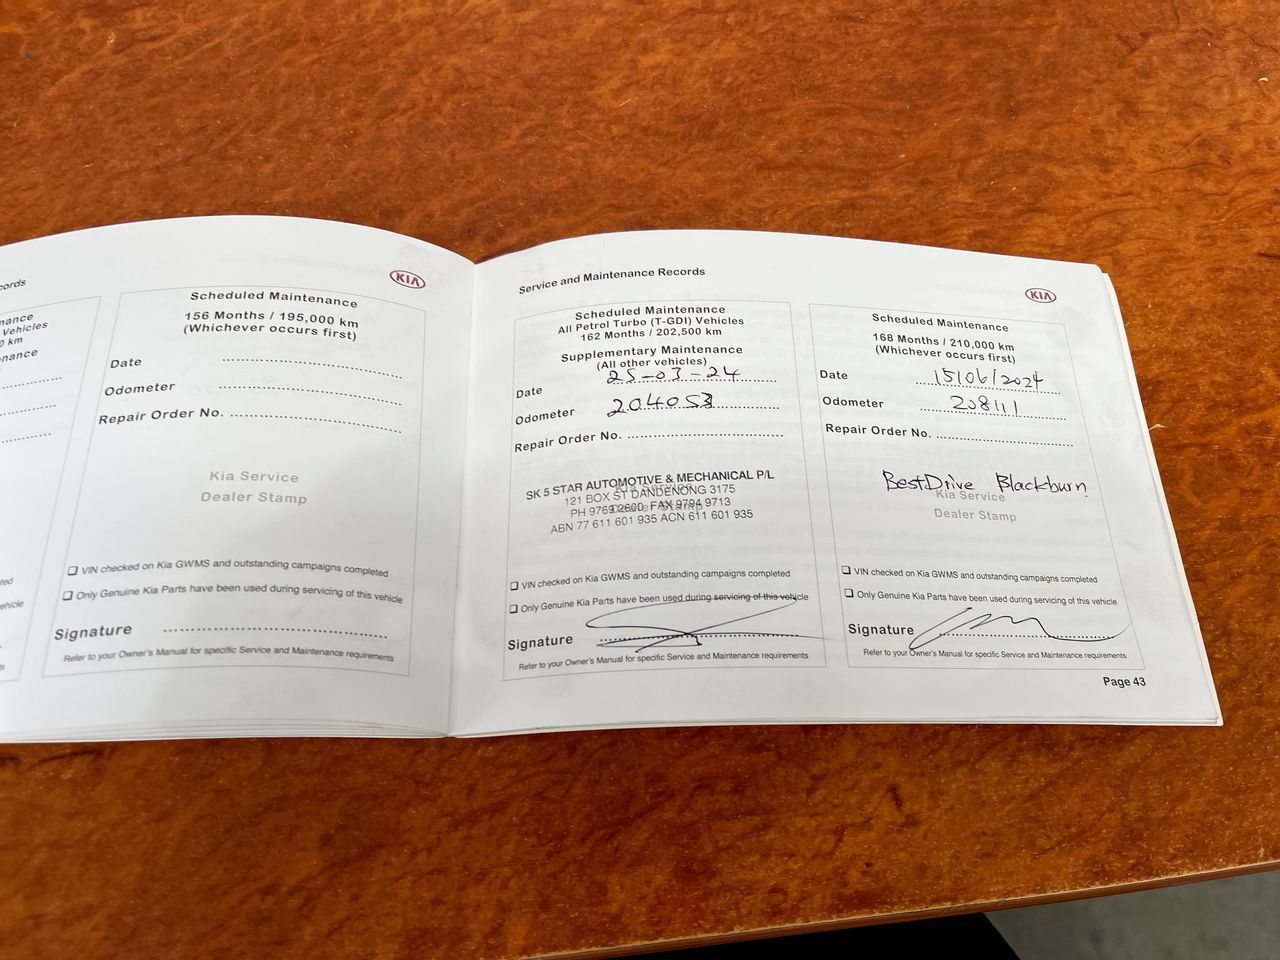 cords
nance
Vehicles
0 km
nance
ted
ehicle
ts
KIA
Scheduled Maintenance
156 Months / 195,000 km
(Whichever occurs first)
Date
Odometer
Repair Order No.
Kia Service
Dealer Stamp
❑ VIN checked on Kia GWMS and outstanding campaigns completed
❑ Only Genuine Kia Parts have been used during servicing of this vehicle
Signature
Refer to your Owner's Manual for specific Service and Maintenance requirements
Service and Maintenance Records
KIA
Scheduled Maintenance
All Petrol Turbo (T-GDI) Vehicles
162 Months / 202,500 km
Supplementary Maintenance
(All other vehicles)
Date 25-03-24
Odometer 204053
Repair Order No.
Kia Service
Dealer Stamp
SK 5 STAR AUTOMOTIVE & MECHANICAL P/L
121 BOX ST DANDENONG 3175
PH 9769 2600 FAX 9794 9713
ABN 77 611 601 935 ACN 611 601 935
❑ VIN checked on Kia GWMS and outstanding campaigns completed
❑ Only Genuine Kia Parts have been used during servicing of this vehicle
Signature
Refer to your Owner's Manual for specific Service and Maintenance requirements
Scheduled Maintenance
168 Months / 210,000 km
(Whichever occurs first)
Date 15/06/2024
Odometer 208111
Repair Order No.
BestDrive Blackburn
Kia Service
Dealer Stamp
❑ VIN checked on Kia GWMS and outstanding campaigns completed
❑ Only Genuine Kia Parts have been used during servicing of this vehicle
Signature
Refer to your Owner's Manual for specific Service and Maintenance requirements
Page 43